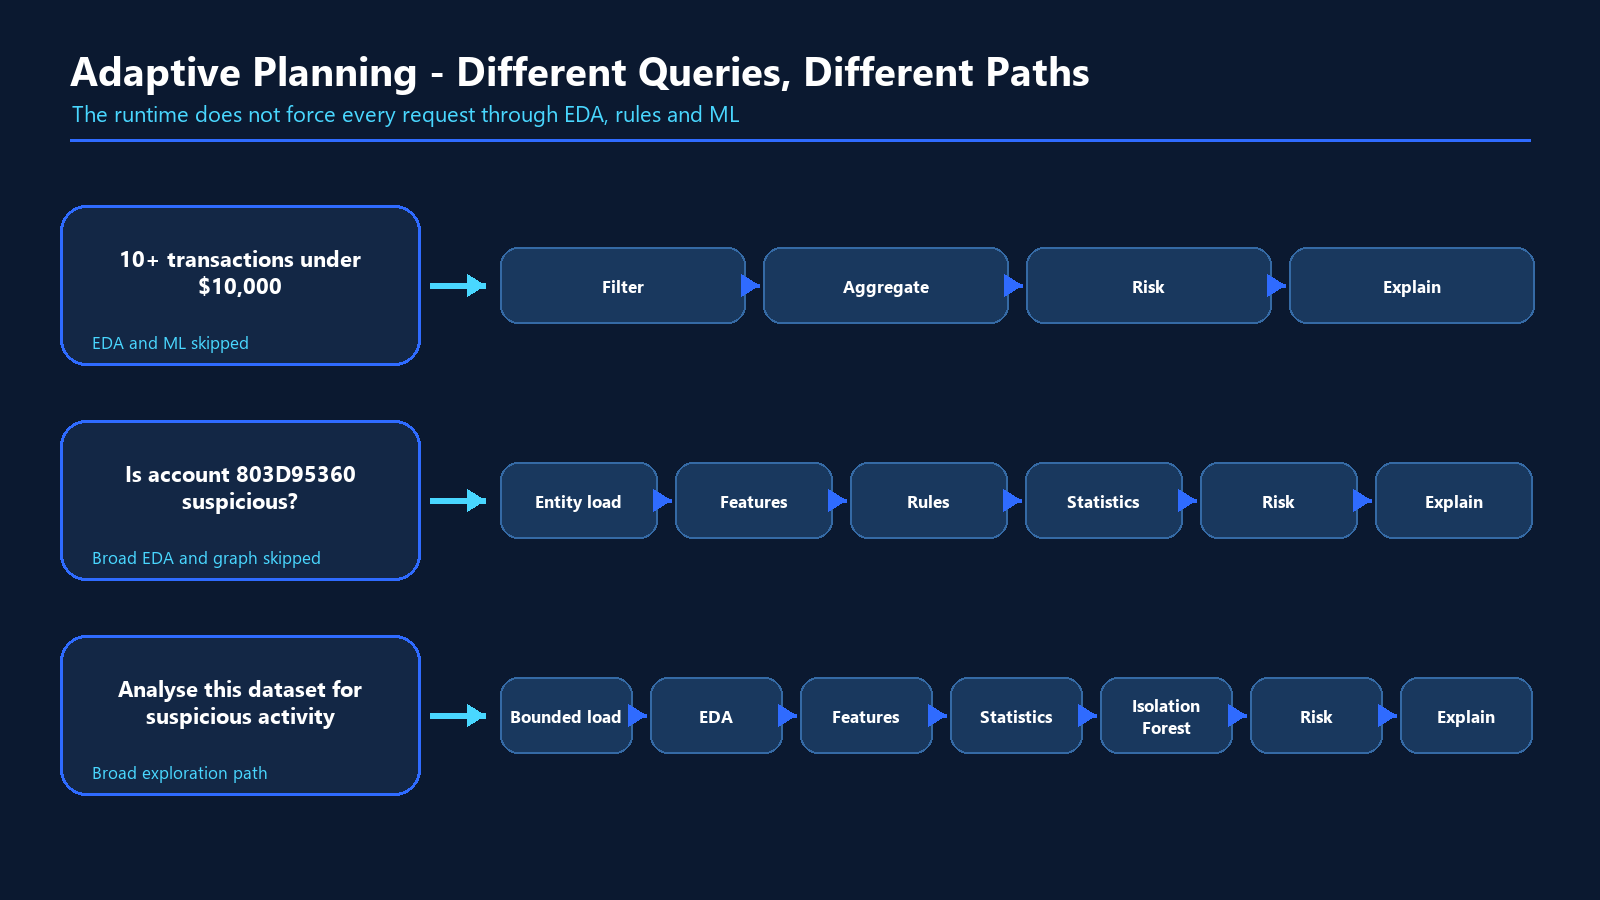 Adaptive Planning - Different Queries, Different Paths
The runtime does not force every request through EDA, rules and ML
10+ transactions under
$10,000
EDA and ML skipped
Filter
Aggregate
Risk
Explain
Is account 803D95360
suspicious?
Broad EDA and graph skipped
Entity load
Features
Rules
Statistics
Risk
Explain
Analyse this dataset for
suspicious activity
Broad exploration path
Bounded load
EDA
Features
Statistics
Isolation
Forest
Risk
Explain